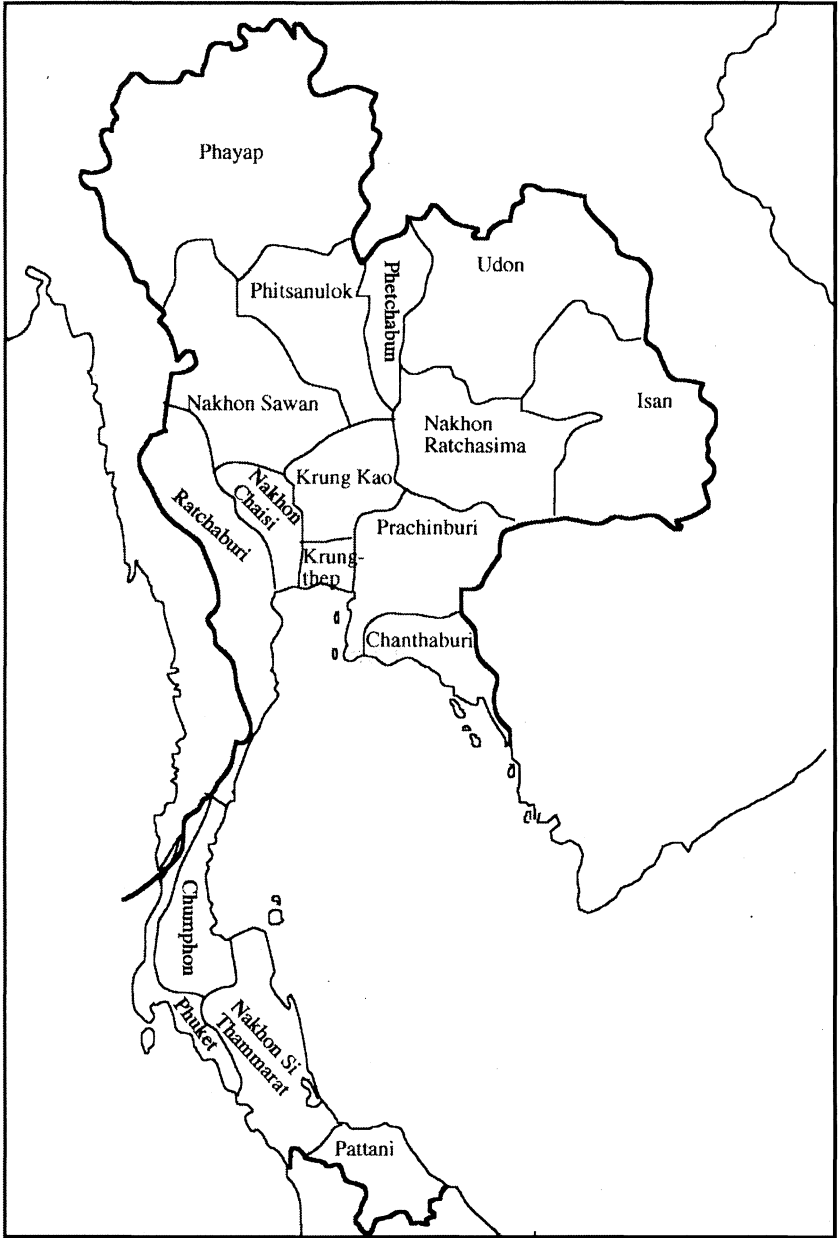 Phayap
Udon
Phitsanulok
Phetchabun
Nakhon Sawan
Isan
Nakhon
Ratchasima
Krung Kao
Nakhon
Chaisi
Ratchaburi
Prachinburi
Krung-
thep
Chanthaburi
Chumphon
Phuket
Nakhon Si
Thammarat
Pattani